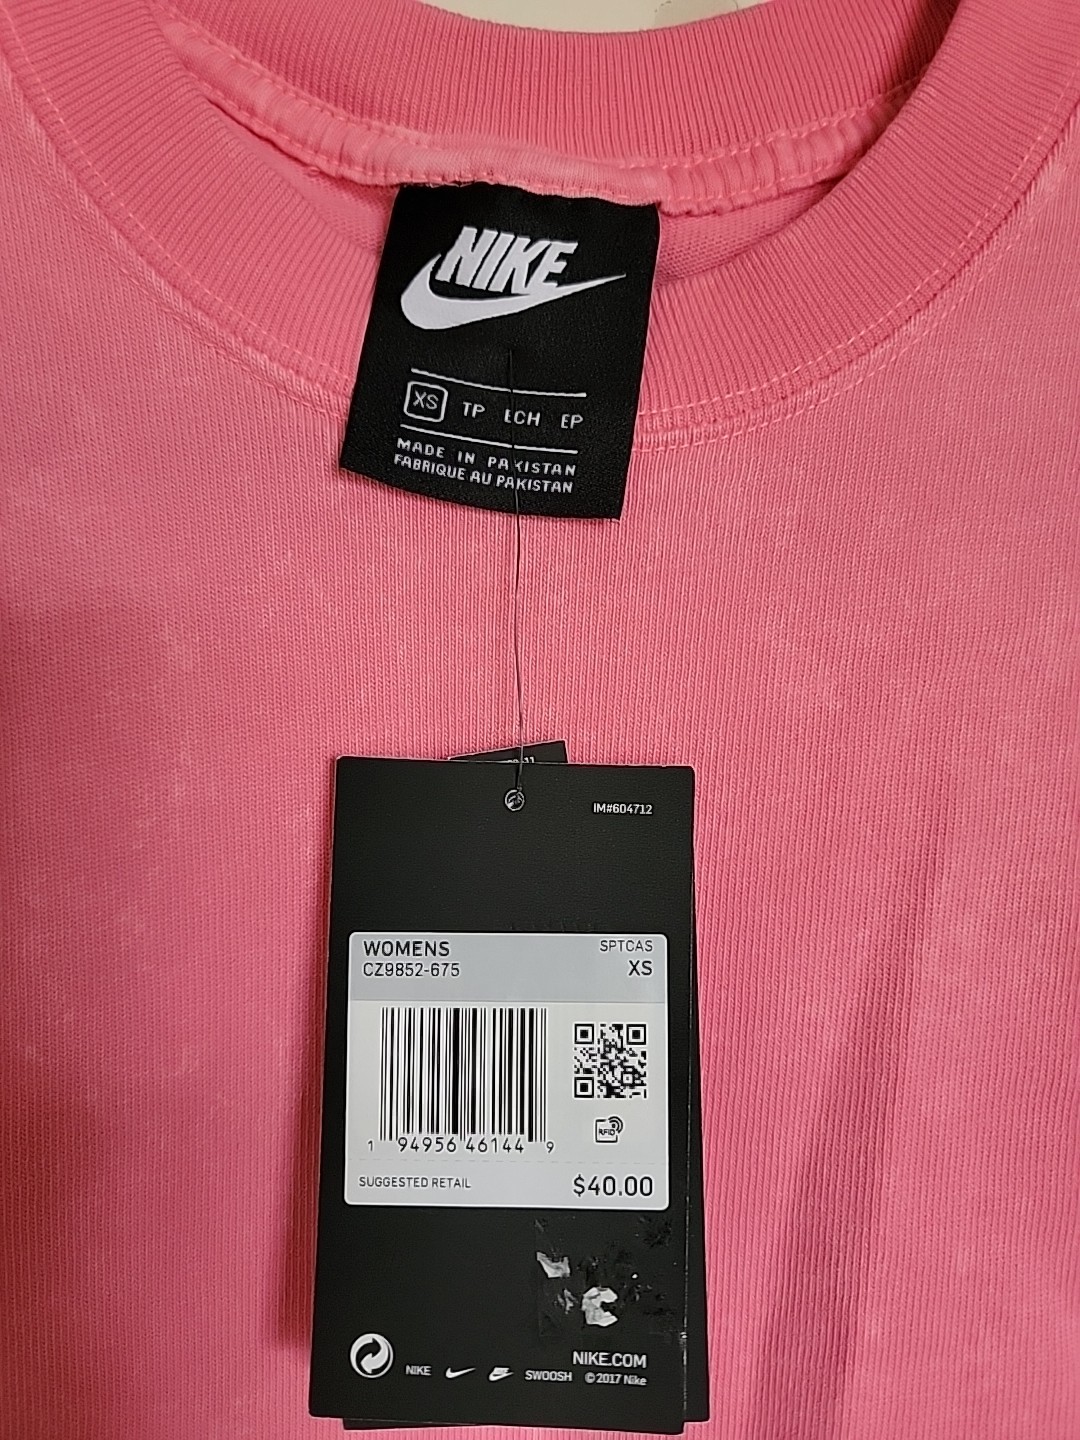 NIKE
XS TP ECH EP
MADE IN PAKISTAN
FABRIQUE AU PAKISTAN
IM#604712
WOMENS SPTCAS
CZ9852-675 XS
RFID
1 94956 46144 9
SUGGESTED RETAIL $40.00
NIKE.COM
NIKE SWOOSH ©2017 Nike